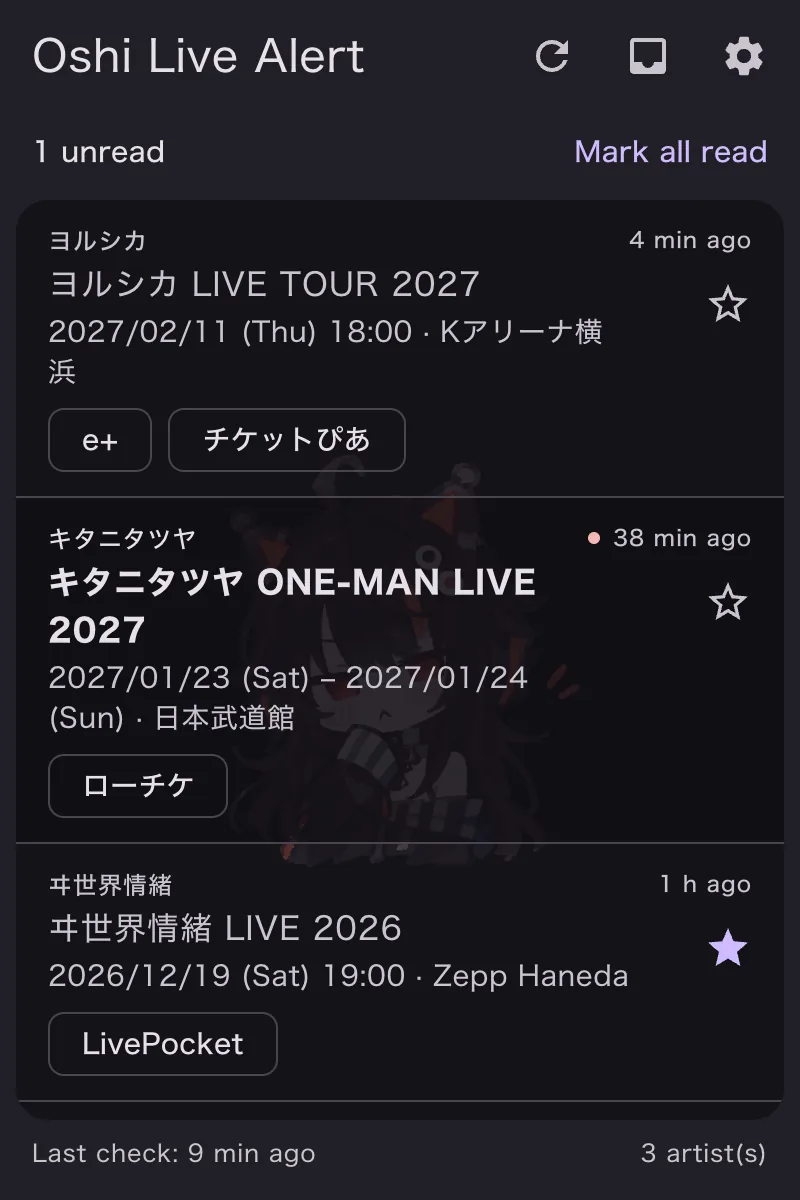 Oshi Live Alert
1 unread
Mark all read
ヨルシカ
4 min ago
ヨルシカ LIVE TOUR 2027
2027/02/11 (Thu) 18:00 · Kアリーナ横
浜
e+
チケットぴあ
キタニタツヤ
38 min ago
キタニタツヤ ONE-MAN LIVE
2027
2027/01/23 (Sat) – 2027/01/24
(Sun) · 日本武道館
ローチケ
ヰ世界情緒
1 h ago
ヰ世界情緒 LIVE 2026
2026/12/19 (Sat) 19:00 · Zepp Haneda
LivePocket
Last check: 9 min ago
3 artist(s)